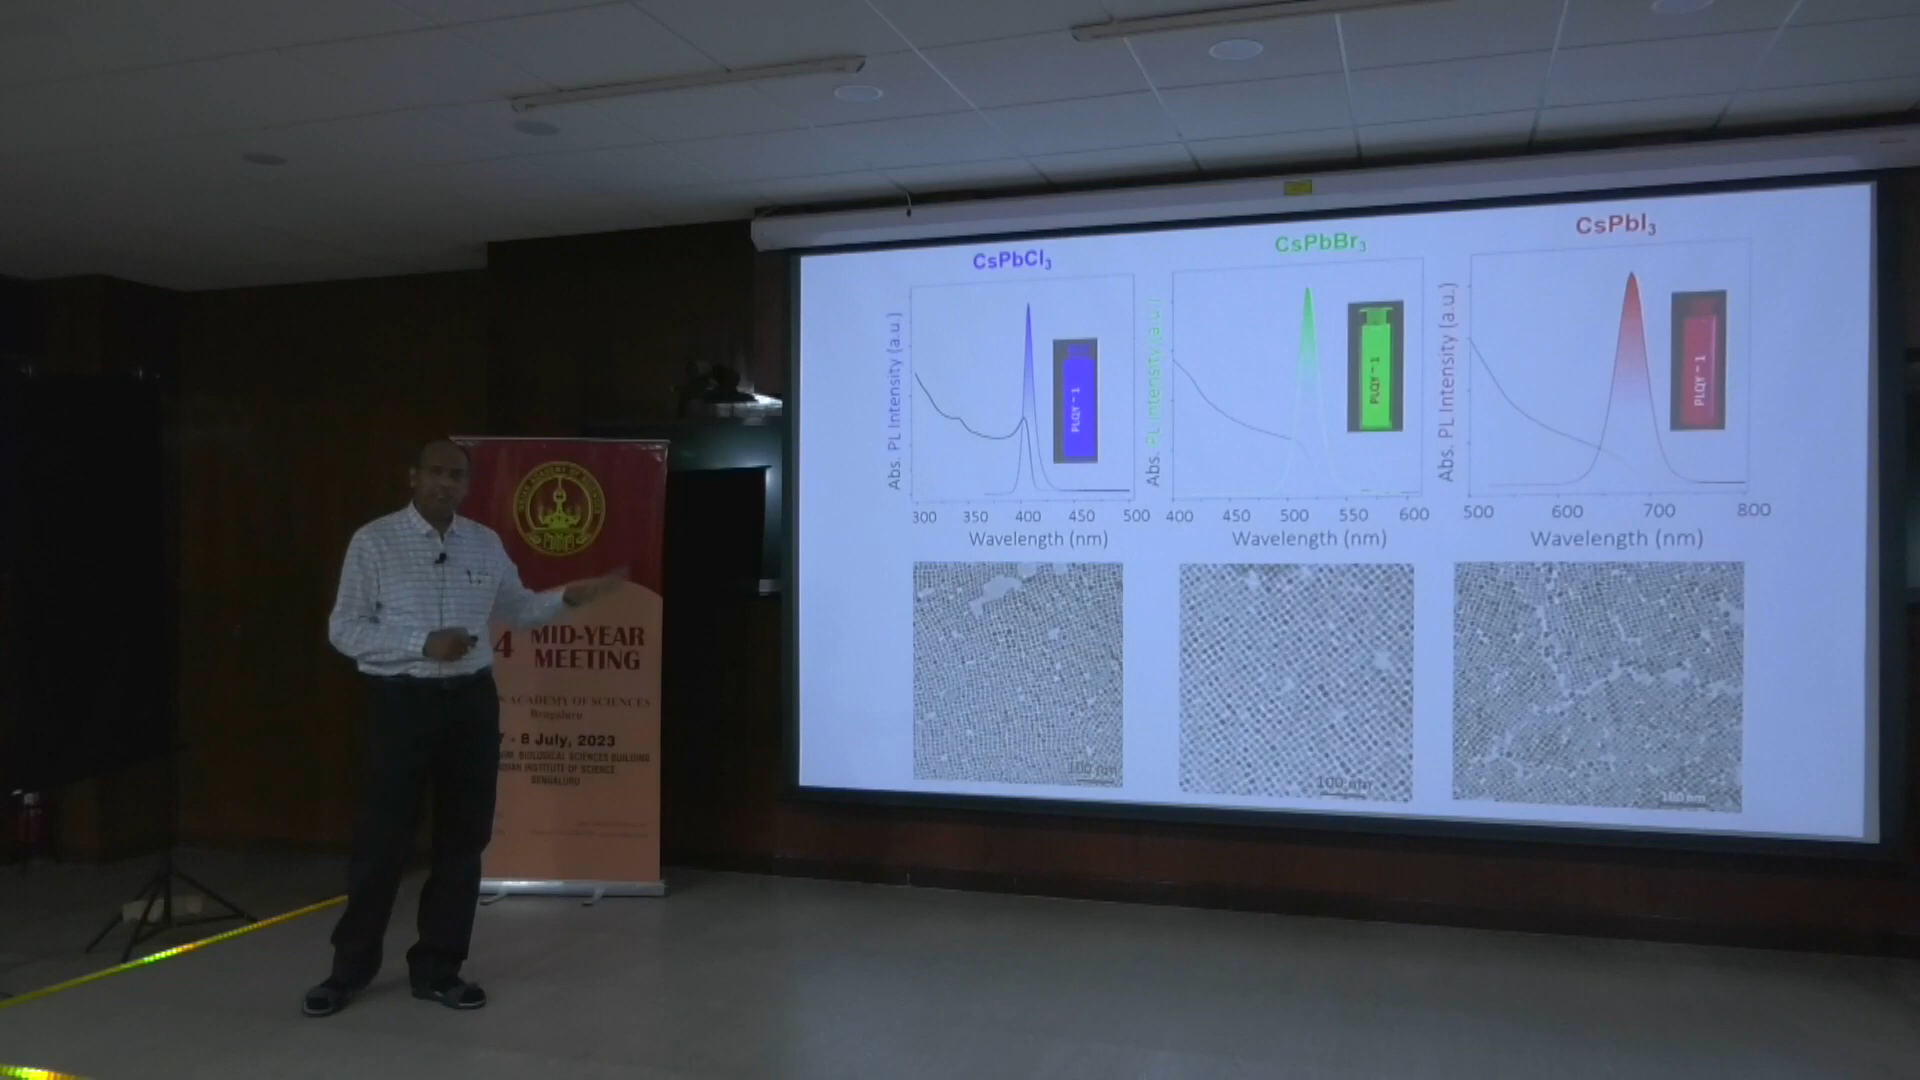 CsPbCl3
CsPbBr3
CsPbI3
Abs. PL Intensity (a.u.)
PLQY ~ 1
300 350 400 450 500
Wavelength (nm)
Abs. PL Intensity (a.u.)
PLQY ~ 1
400 450 500 550 600
Wavelength (nm)
Abs. PL Intensity (a.u.)
PLQY ~ 1
500 600 700 800
Wavelength (nm)
100 nm
100 nm
100 nm
4 MID-YEAR
MEETING
ACADEMY OF SCIENCES
Bengaluru
7 - 8 July, 2023
BIOLOGICAL SCIENCES BUILDING
INSTITUTE OF SCIENCE
BENGALURU